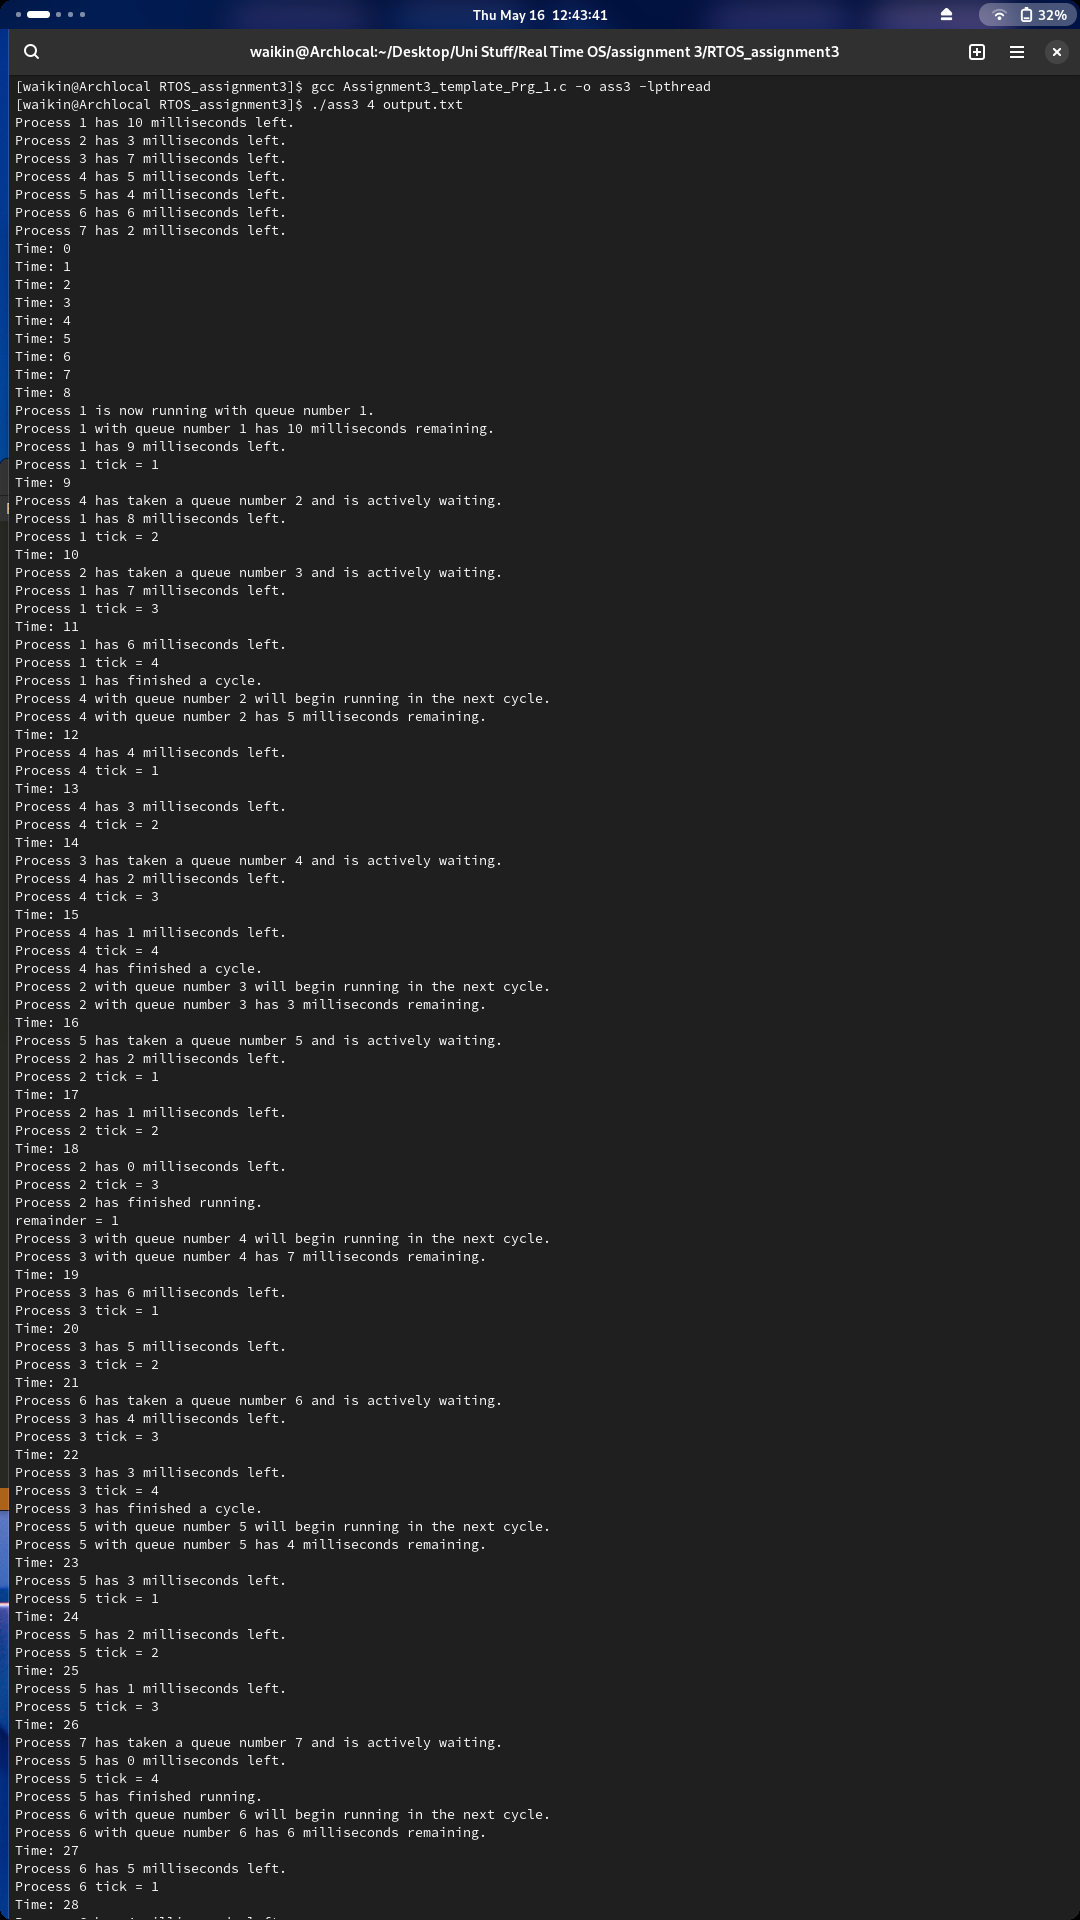 Thu May 16 12:43:41
32%
waikin@Archlocal:~/Desktop/Uni Stuff/Real Time OS/assignment 3/RTOS_assignment3
[waikin@Archlocal RTOS_assignment3]$ gcc Assignment3_template_Prg_1.c -o ass3 -lpthread
[waikin@Archlocal RTOS_assignment3]$ ./ass3 4 output.txt
Process 1 has 10 milliseconds left.
Process 2 has 3 milliseconds left.
Process 3 has 7 milliseconds left.
Process 4 has 5 milliseconds left.
Process 5 has 4 milliseconds left.
Process 6 has 6 milliseconds left.
Process 7 has 2 milliseconds left.
Time: 0
Time: 1
Time: 2
Time: 3
Time: 4
Time: 5
Time: 6
Time: 7
Time: 8
Process 1 is now running with queue number 1.
Process 1 with queue number 1 has 10 milliseconds remaining.
Process 1 has 9 milliseconds left.
Process 1 tick = 1
Time: 9
Process 4 has taken a queue number 2 and is actively waiting.
Process 1 has 8 milliseconds left.
Process 1 tick = 2
Time: 10
Process 2 has taken a queue number 3 and is actively waiting.
Process 1 has 7 milliseconds left.
Process 1 tick = 3
Time: 11
Process 1 has 6 milliseconds left.
Process 1 tick = 4
Process 1 has finished a cycle.
Process 4 with queue number 2 will begin running in the next cycle.
Process 4 with queue number 2 has 5 milliseconds remaining.
Time: 12
Process 4 has 4 milliseconds left.
Process 4 tick = 1
Time: 13
Process 4 has 3 milliseconds left.
Process 4 tick = 2
Time: 14
Process 3 has taken a queue number 4 and is actively waiting.
Process 4 has 2 milliseconds left.
Process 4 tick = 3
Time: 15
Process 4 has 1 milliseconds left.
Process 4 tick = 4
Process 4 has finished a cycle.
Process 2 with queue number 3 will begin running in the next cycle.
Process 2 with queue number 3 has 3 milliseconds remaining.
Time: 16
Process 5 has taken a queue number 5 and is actively waiting.
Process 2 has 2 milliseconds left.
Process 2 tick = 1
Time: 17
Process 2 has 1 milliseconds left.
Process 2 tick = 2
Time: 18
Process 2 has 0 milliseconds left.
Process 2 tick = 3
Process 2 has finished running.
remainder = 1
Process 3 with queue number 4 will begin running in the next cycle.
Process 3 with queue number 4 has 7 milliseconds remaining.
Time: 19
Process 3 has 6 milliseconds left.
Process 3 tick = 1
Time: 20
Process 3 has 5 milliseconds left.
Process 3 tick = 2
Time: 21
Process 6 has taken a queue number 6 and is actively waiting.
Process 3 has 4 milliseconds left.
Process 3 tick = 3
Time: 22
Process 3 has 3 milliseconds left.
Process 3 tick = 4
Process 3 has finished a cycle.
Process 5 with queue number 5 will begin running in the next cycle.
Process 5 with queue number 5 has 4 milliseconds remaining.
Time: 23
Process 5 has 3 milliseconds left.
Process 5 tick = 1
Time: 24
Process 5 has 2 milliseconds left.
Process 5 tick = 2
Time: 25
Process 5 has 1 milliseconds left.
Process 5 tick = 3
Time: 26
Process 7 has taken a queue number 7 and is actively waiting.
Process 5 has 0 milliseconds left.
Process 5 tick = 4
Process 5 has finished running.
Process 6 with queue number 6 will begin running in the next cycle.
Process 6 with queue number 6 has 6 milliseconds remaining.
Time: 27
Process 6 has 5 milliseconds left.
Process 6 tick = 1
Time: 28